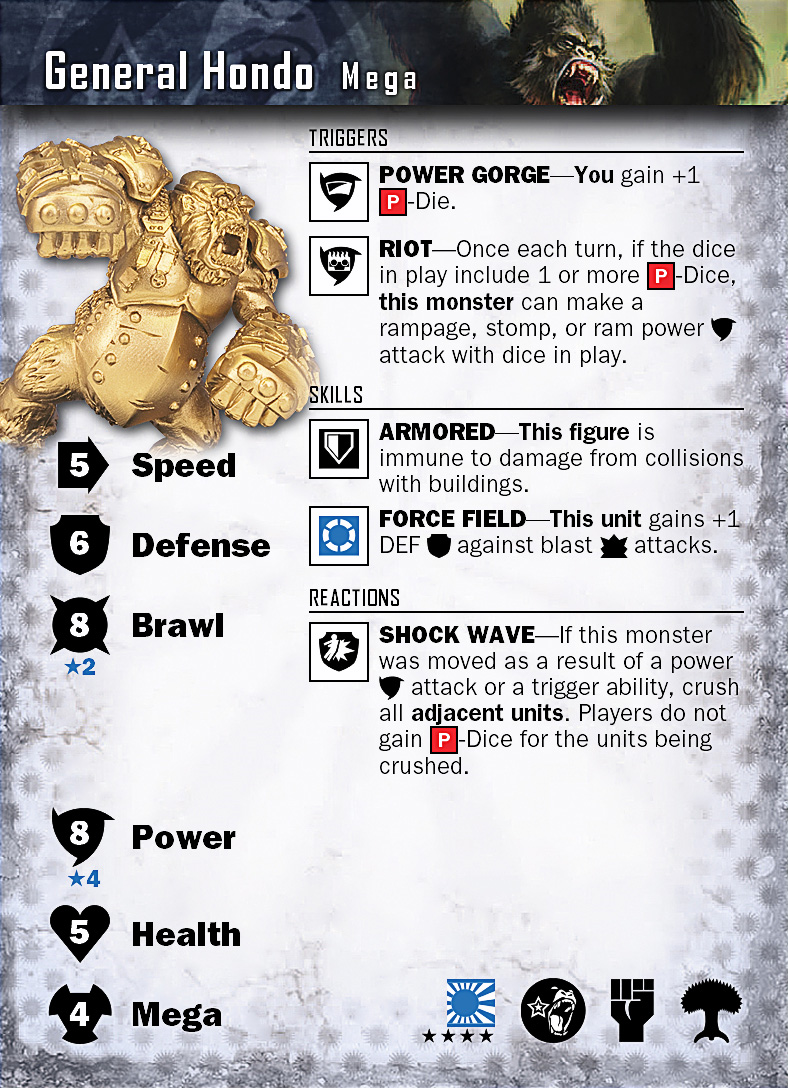 General Hondo Mega
TRIGGERS
POWER GORGE—You gain +1
P-Die.
RIOT—Once each turn, if the dice
in play include 1 or more P-Dice,
this monster can make a
rampage, stomp, or ram power
attack with dice in play.
SKILLS
ARMORED—This figure is
immune to damage from collisions
with buildings.
FORCE FIELD—This unit gains +1
DEF against blast attacks.
REACTIONS
SHOCK WAVE—If this monster
was moved as a result of a power
attack or a trigger ability, crush
all adjacent units. Players do not
gain P-Dice for the units being
crushed.
5 Speed
6 Defense
8 Brawl
★2
8 Power
★4
5 Health
4 Mega
★★★★